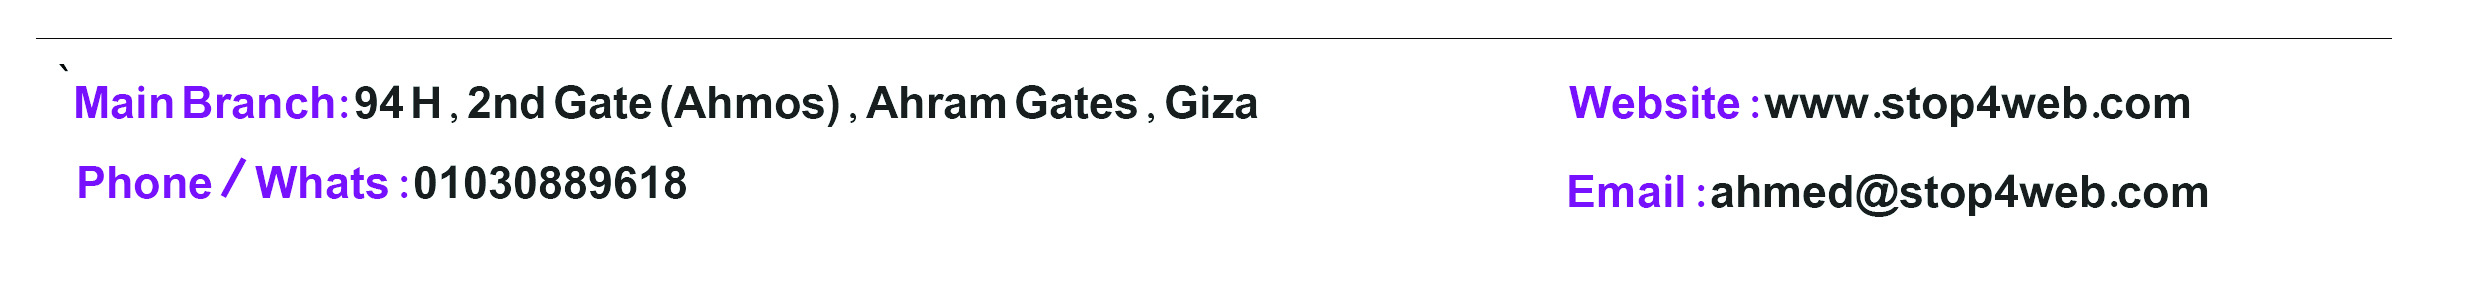 `
Main Branch: 94 H , 2nd Gate (Ahmos) , Ahram Gates , Giza
Website : www.stop4web.com
Phone / Whats : 01030889618
Email : ahmed@stop4web.com